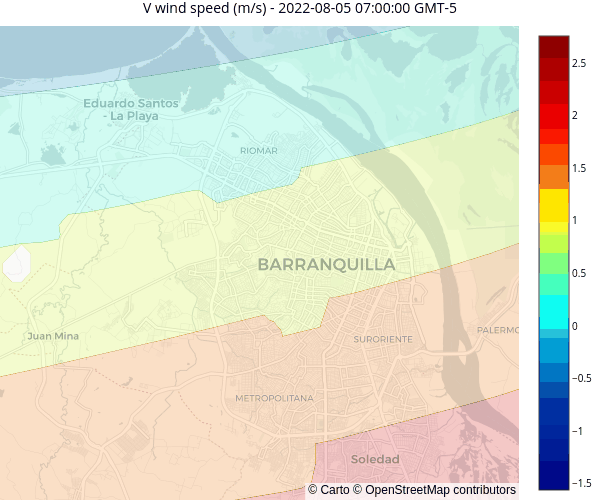 V wind speed (m/s) - 2022-08-05 07:00:00 GMT-5
Eduardo Santos
- La Playa
RIOMAR
BARRANQUILLA
Juan Mina
SURORIENTE
PALERMO
METROPOLITANA
Soledad
© Carto © OpenStreetMap contributors
2.5
2
1.5
1
0.5
0
−0.5
−1
−1.5